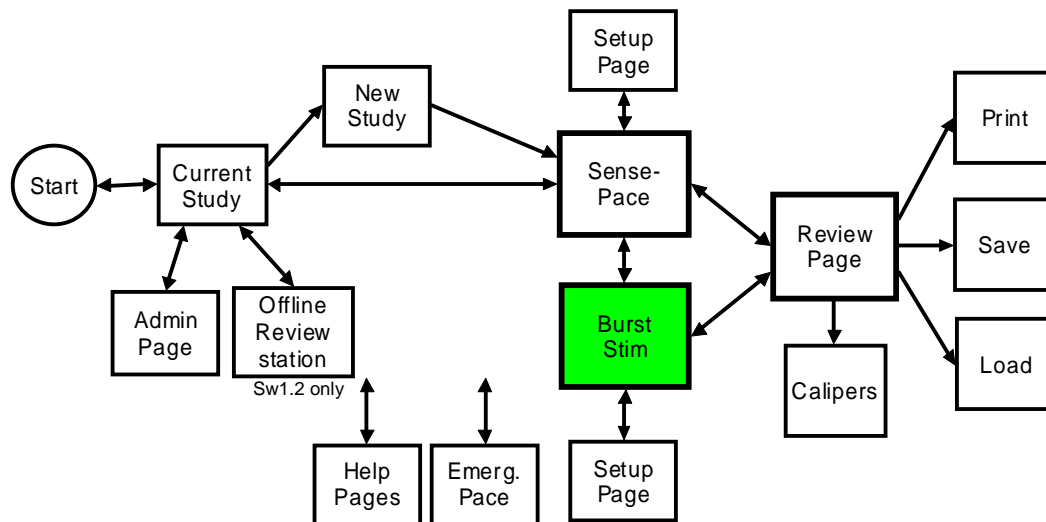 Setup
Page
New
Study
Print
Start
Current
Study
Sense-
Pace
Review
Page
Save
Admin
Page
Offline
Review
station
Sw1.2 only
Burst
Stim
Calipers
Load
Help
Pages
Emerg.
Pace
Setup
Page